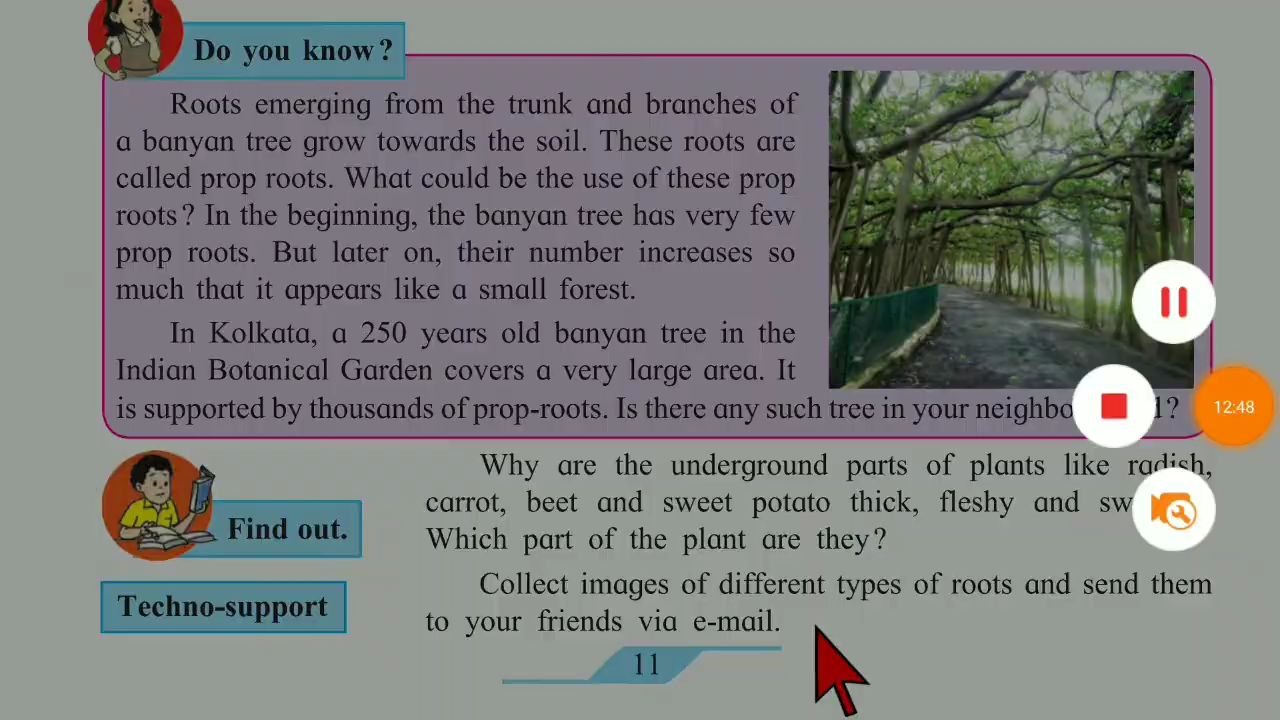 Do you know?
Roots emerging from the trunk and branches of
a banyan tree grow towards the soil. These roots are
called prop roots. What could be the use of these prop
roots? In the beginning, the banyan tree has very few
prop roots. But later on, their number increases so
much that it appears like a small forest.
In Kolkata, a 250 years old banyan tree in the
Indian Botanical Garden covers a very large area. It
is supported by thousands of prop-roots. Is there any such tree in your
12:48
Why are the underground parts of plants like radish,
carrot, beet and sweet potato thick, fleshy and
Which part of the plant are they?
Find out.
Collect images of different types of roots and send them
to your friends via e-mail.
Techno-support
11